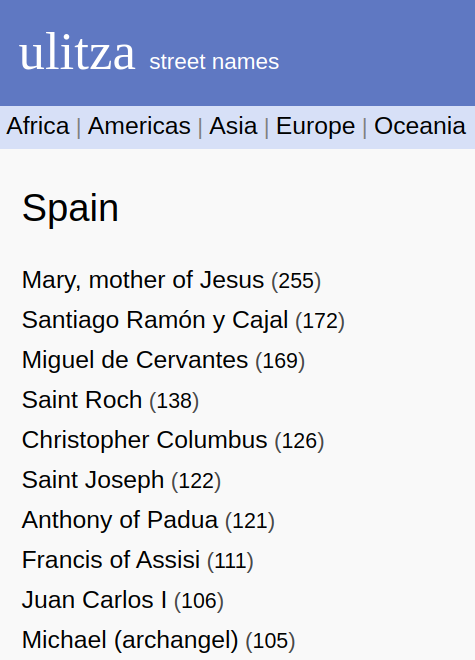 ulitza street names
Africa | Americas | Asia | Europe | Oceania
Spain
Mary, mother of Jesus (255)
Santiago Ramón y Cajal (172)
Miguel de Cervantes (169)
Saint Roch (138)
Christopher Columbus (126)
Saint Joseph (122)
Anthony of Padua (121)
Francis of Assisi (111)
Juan Carlos I (106)
Michael (archangel) (105)